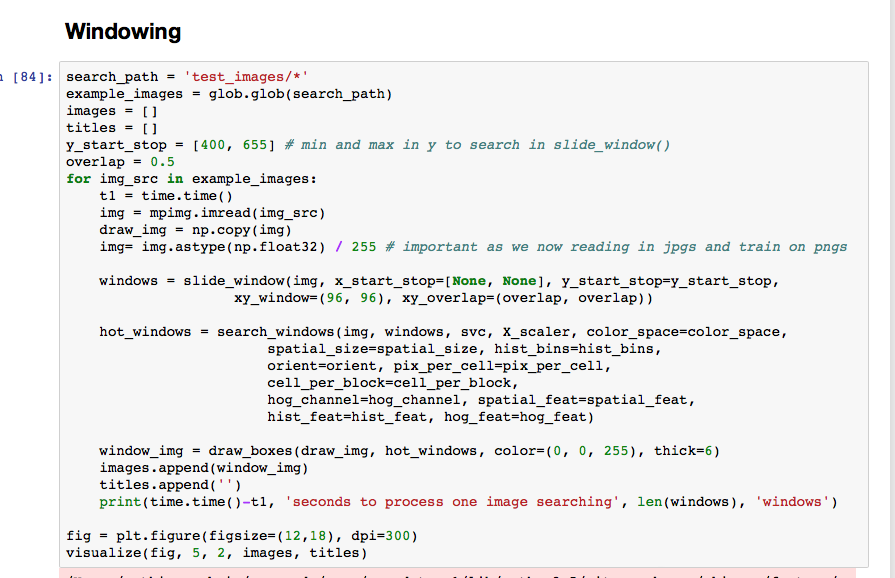 Windowing
[84]:
search_path = 'test_images/*'
example_images = glob.glob(search_path)
images = []
titles = []
y_start_stop = [400, 655] # min and max in y to search in slide_window()
overlap = 0.5
for img_src in example_images:
    t1 = time.time()
    img = mpimg.imread(img_src)
    draw_img = np.copy(img)
    img= img.astype(np.float32) / 255 # important as we now reading in jpgs and train on pngs

    windows = slide_window(img, x_start_stop=[None, None], y_start_stop=y_start_stop,
                    xy_window=(96, 96), xy_overlap=(overlap, overlap))

    hot_windows = search_windows(img, windows, svc, X_scaler, color_space=color_space,
                        spatial_size=spatial_size, hist_bins=hist_bins,
                        orient=orient, pix_per_cell=pix_per_cell,
                        cell_per_block=cell_per_block,
                        hog_channel=hog_channel, spatial_feat=spatial_feat,
                        hist_feat=hist_feat, hog_feat=hog_feat)

    window_img = draw_boxes(draw_img, hot_windows, color=(0, 0, 255), thick=6)
    images.append(window_img)
    titles.append('')
    print(time.time()-t1, 'seconds to process one image searching', len(windows), 'windows')

fig = plt.figure(figsize=(12,18), dpi=300)
visualize(fig, 5, 2, images, titles)